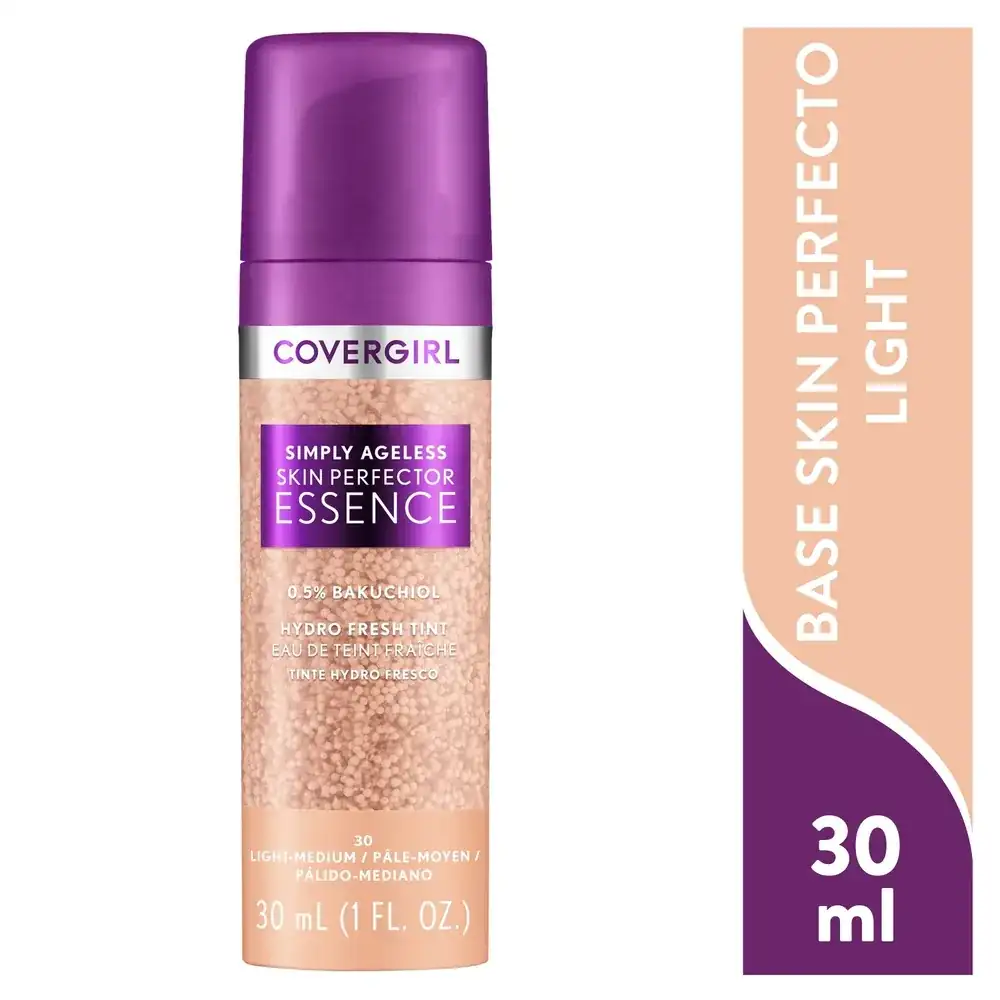 COVERGIRL
SIMPLY AGELESS
SKIN PERFECTOR
ESSENCE
0.5% BAKUCHIOL
HYDRO FRESH TINT
EAU DE TEINT FRAÎCHE
TINTE HYDRO FRESCO
30
LIGHT-MEDIUM / PÂLE-MOYEN /
PÁLIDO-MEDIANO
30 mL (1 FL. OZ.)
BASE SKIN PERFECTO
LIGHT
30
ml